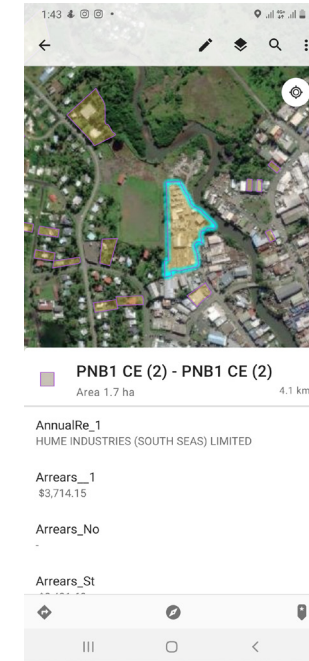 1:43
PNB1 CE (2) - PNB1 CE (2)
Area 1.7 ha
4.1 km
AnnualRe_1
HUME INDUSTRIES (SOUTH SEAS) LIMITED
Arrears__1
$3,714.15
Arrears_No
-
Arrears_St